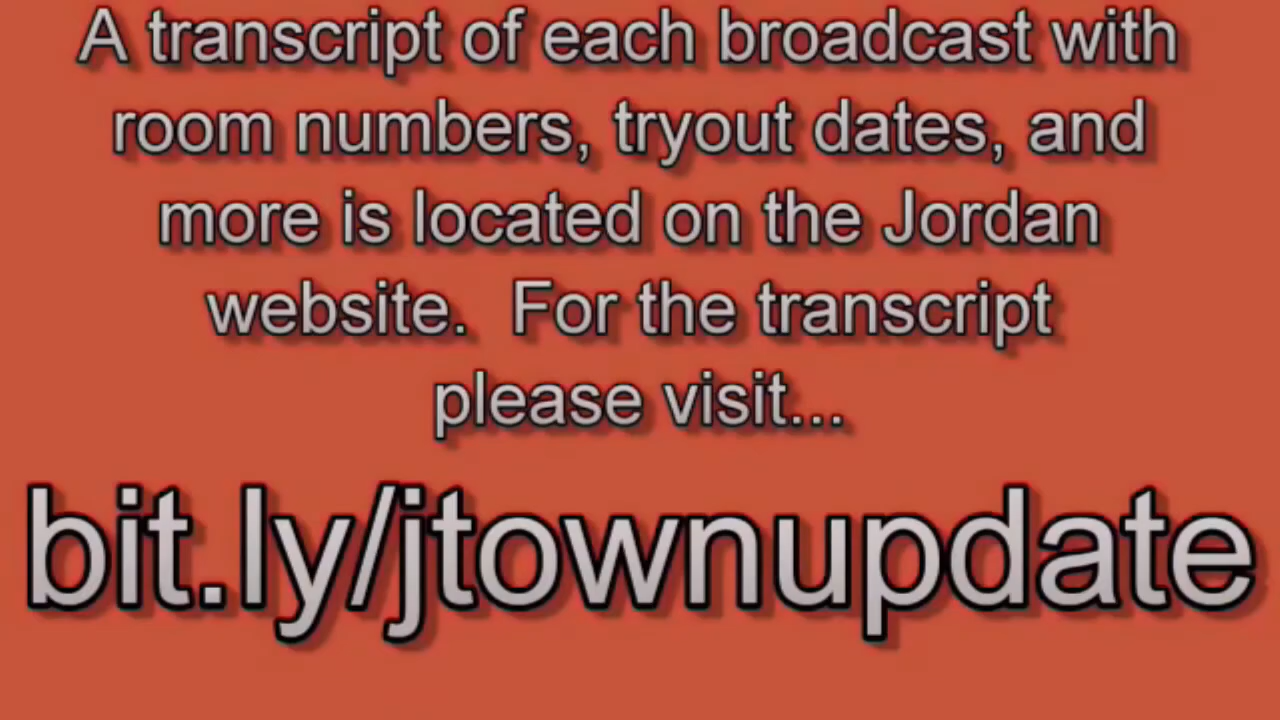 A transcript of each broadcast with
room numbers, tryout dates, and
more is located on the Jordan
website.  For the transcript
please visit...
bit.ly/jtownupdate